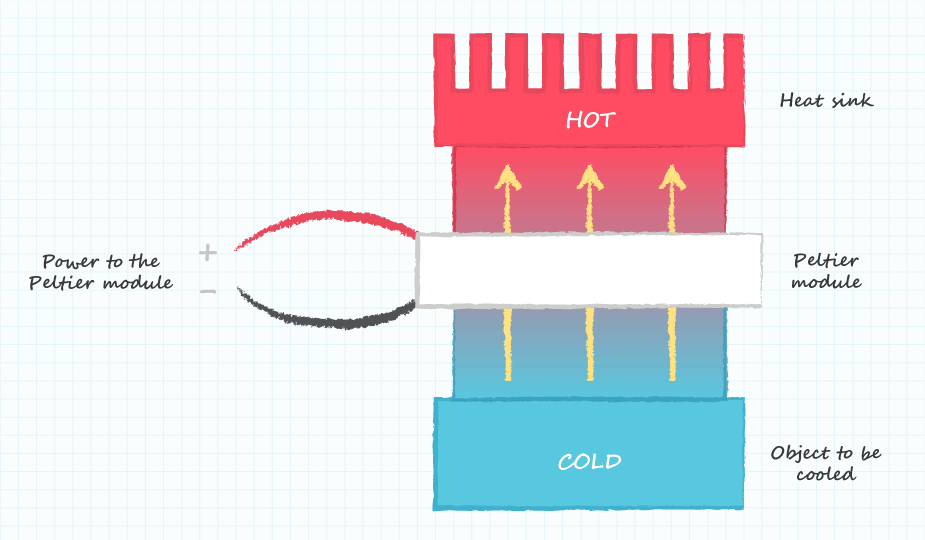 HOT
Heat sink
Power to the
Peltier module
+
−
Peltier
module
COLD
Object to be
cooled